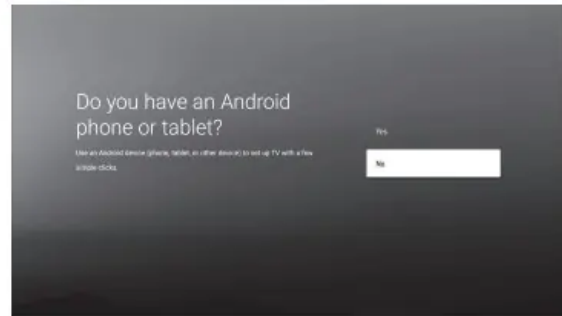 Do you have an Android
phone or tablet?
Use an Android device (phone, tablet, or other device) to set up TV with a few
simple clicks.
Yes
No